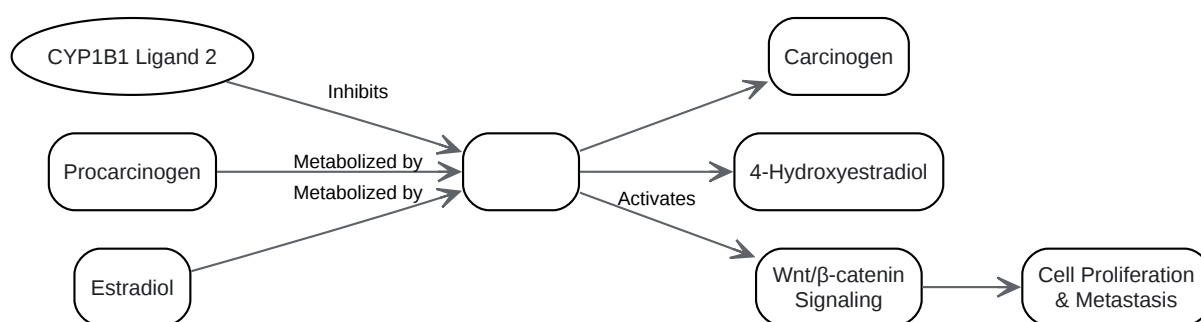 CYP1B1 Ligand 2
Carcinogen
Inhibits
Metabolized by
Procarcinogen
4-Hydroxyestradiol
Metabolized by
Activates
Estradiol
Wnt/β-catenin
Signaling
Cell Proliferation
& Metastasis